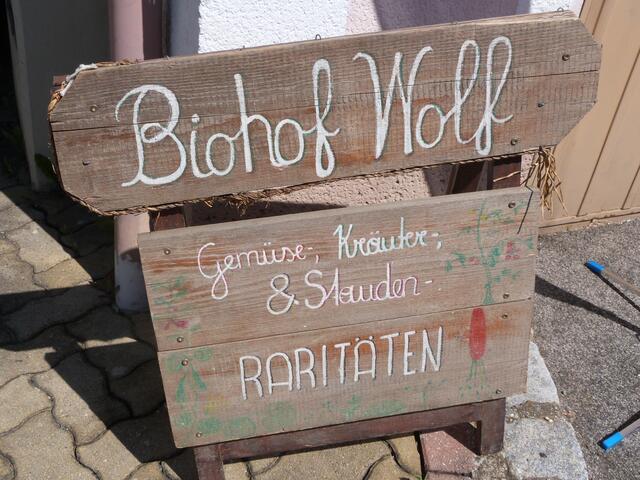 Biohof Wolf
Gemüse-, Kräuter-,
& Stauden-
RARITÄTEN